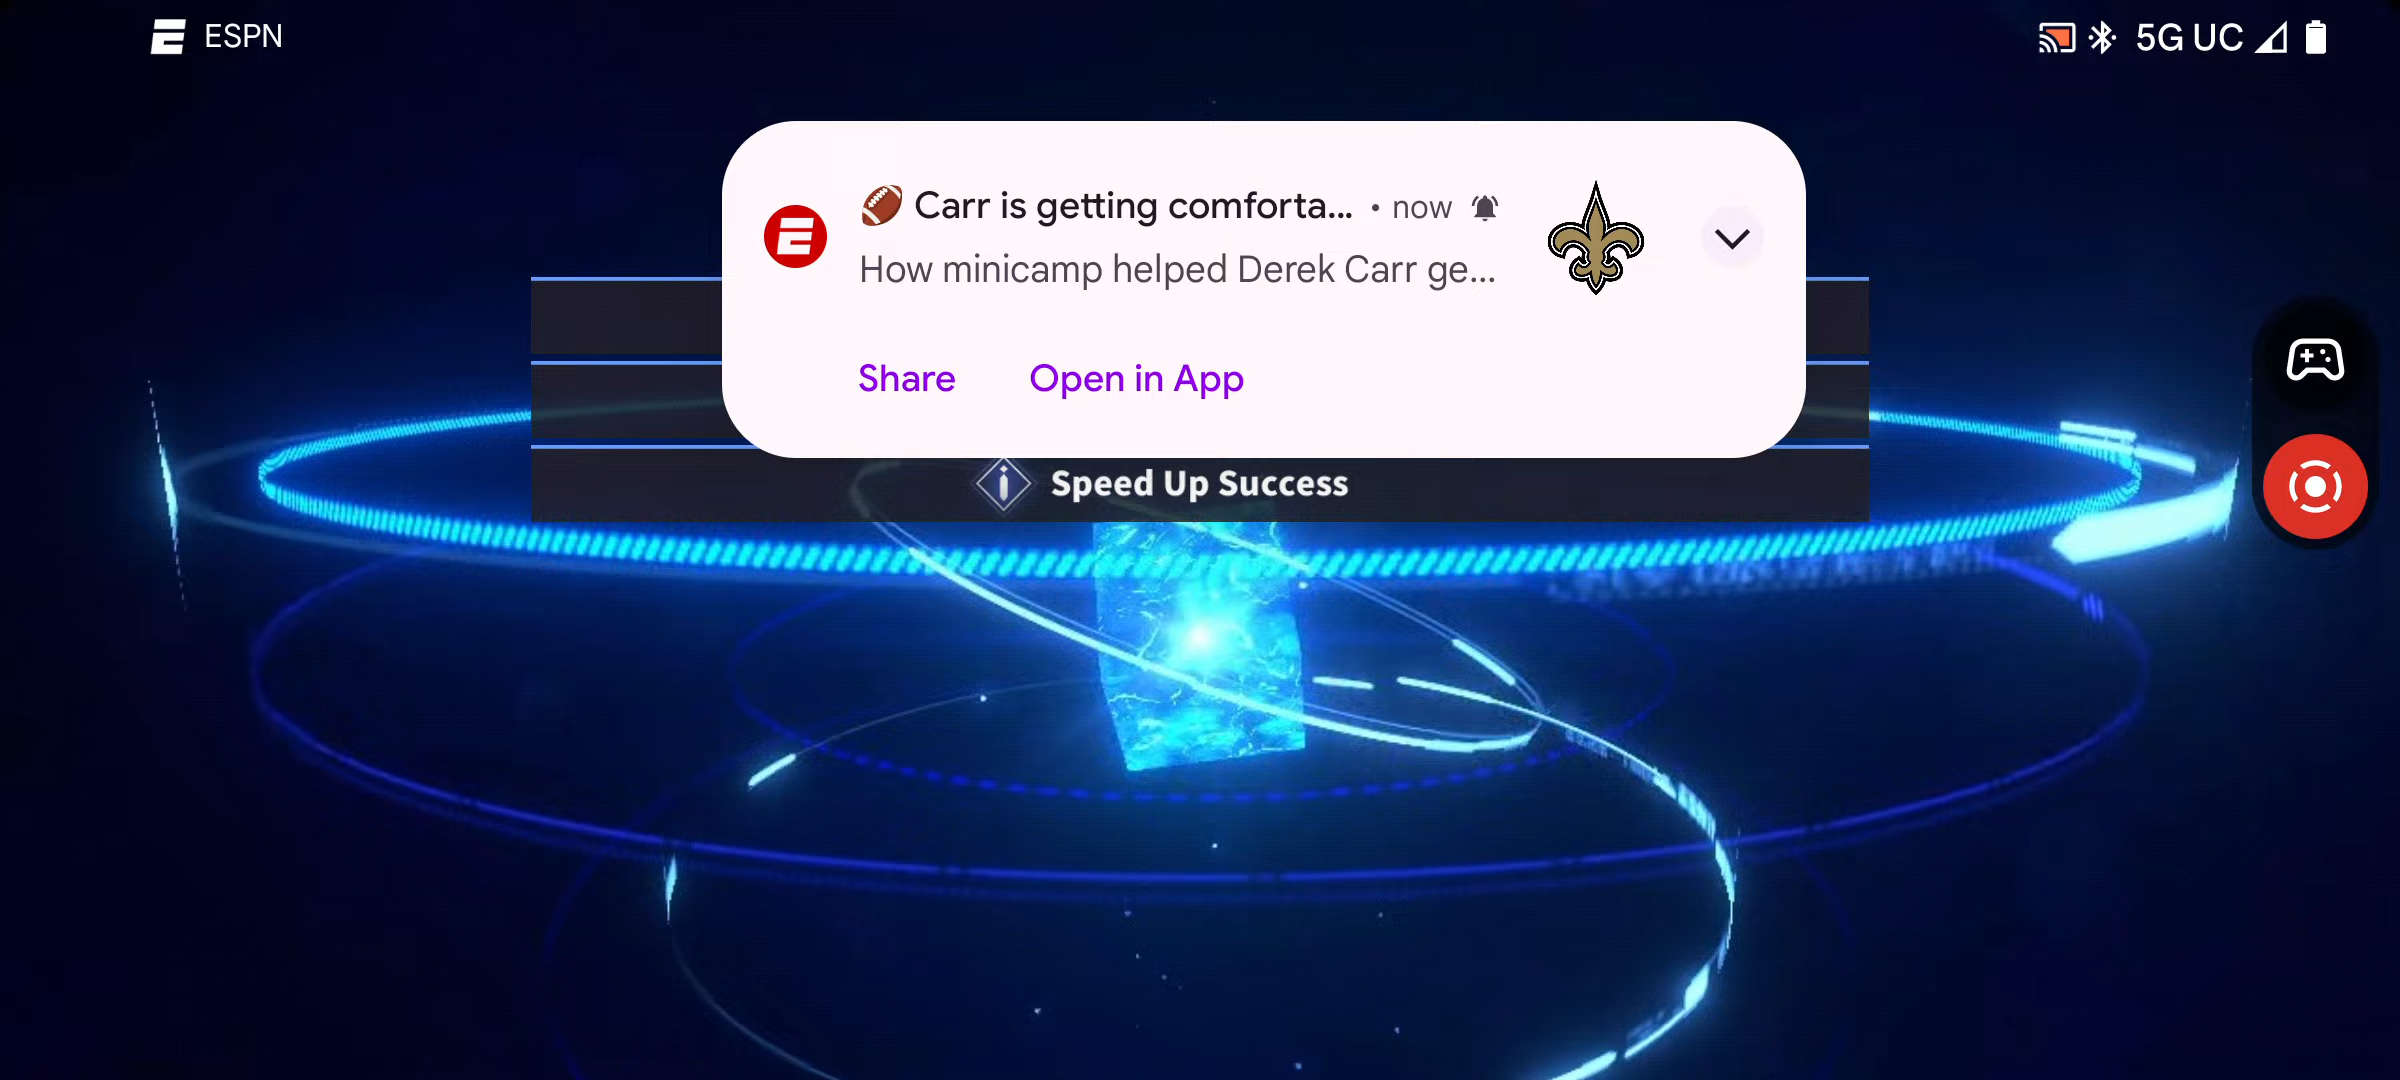 ESPN
5G UC
Carr is getting comforta... • now
How minicamp helped Derek Carr ge...
Share Open in App
Speed Up Success